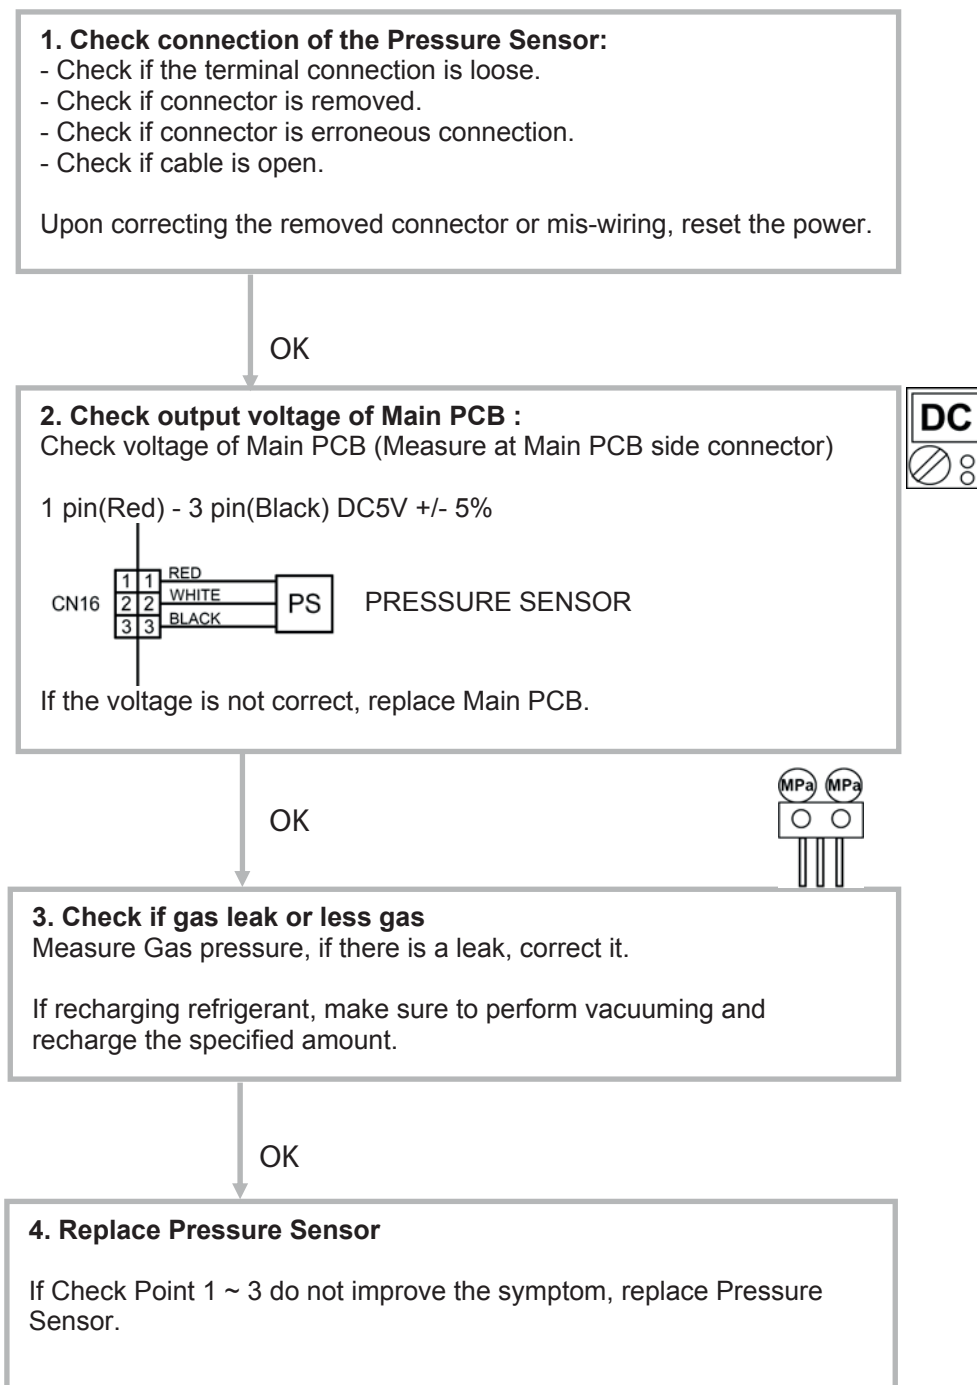 1. Check connection of the Pressure Sensor:
- Check if the terminal connection is loose.
- Check if connector is removed.
- Check if connector is erroneous connection.
- Check if cable is open.
Upon correcting the removed connector or mis-wiring, reset the power.
OK
2. Check output voltage of Main PCB :
Check voltage of Main PCB (Measure at Main PCB side connector)
DC
1 pin(Red) - 3 pin(Black) DC5V +/- 5%
1 1 RED
CN16 2 2 WHITE PS PRESSURE SENSOR
3 3 BLACK
If the voltage is not correct, replace Main PCB.
MPa MPa
OK
3. Check if gas leak or less gas
Measure Gas pressure, if there is a leak, correct it.
If recharging refrigerant, make sure to perform vacuuming and
recharge the specified amount.
OK
4. Replace Pressure Sensor
If Check Point 1 ~ 3 do not improve the symptom, replace Pressure
Sensor.